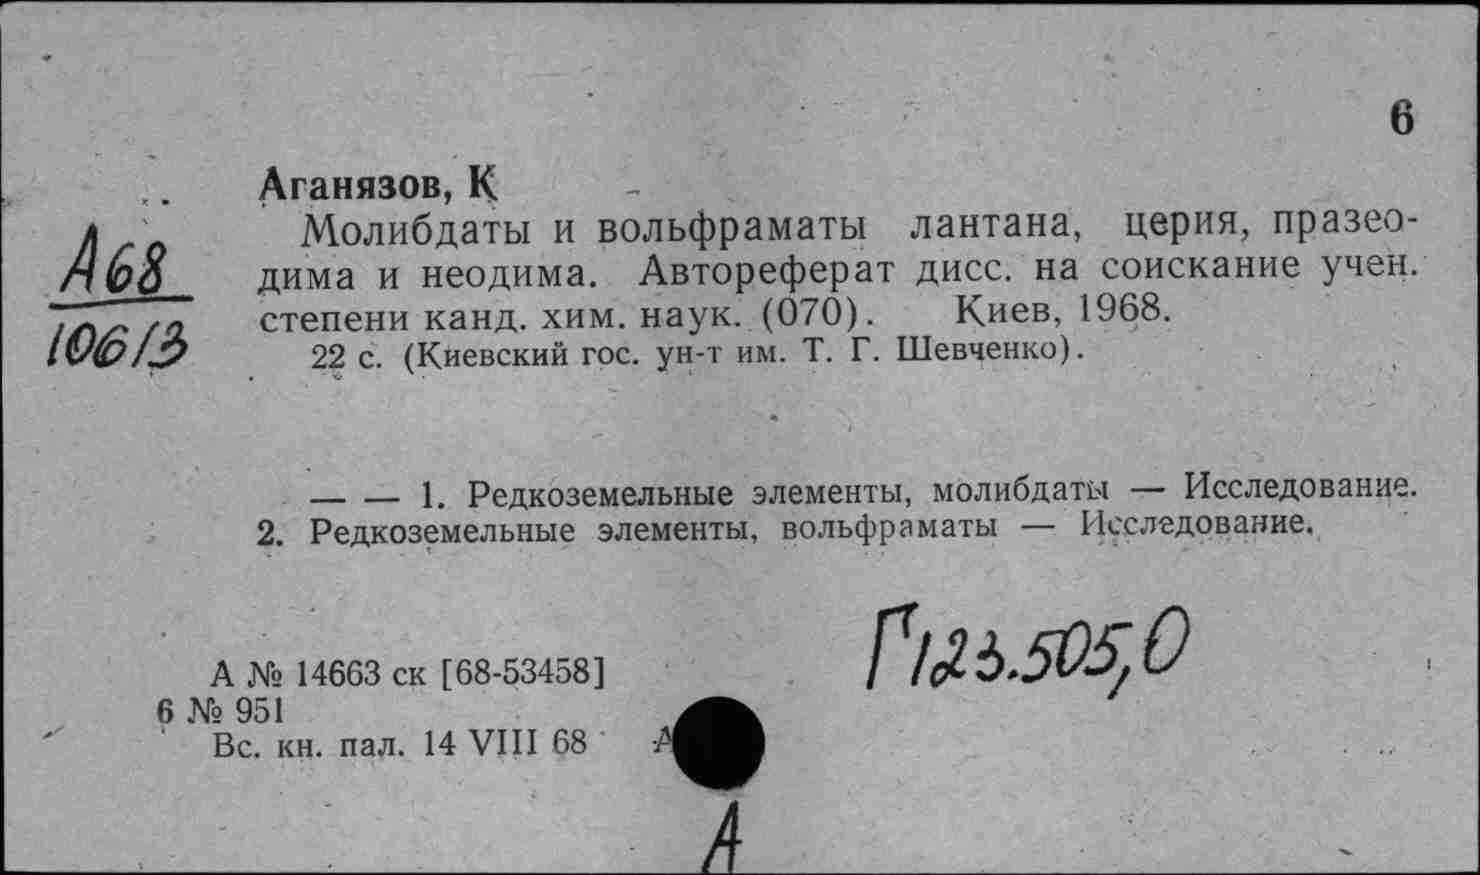 6
Аганязов, К
Молибдаты и вольфраматы лантана, церия, празео-
дима и неодима. Автореферат дисс. на соискание учен.
степени канд. хим. наук. (070). Киев, 1968.
22 с. (Киевский гос. ун-т им. Т. Г. Шевченко).
А68
106/3
— — 1. Редкоземельные элементы, молибдаты — Исследование.
2. Редкоземельные элементы, вольфраматы — Исследование.
Г123.505,0
А № 14663 ск [68-53458]
6 № 951
Вс. кн. пал. 14 VIII 68 А
А